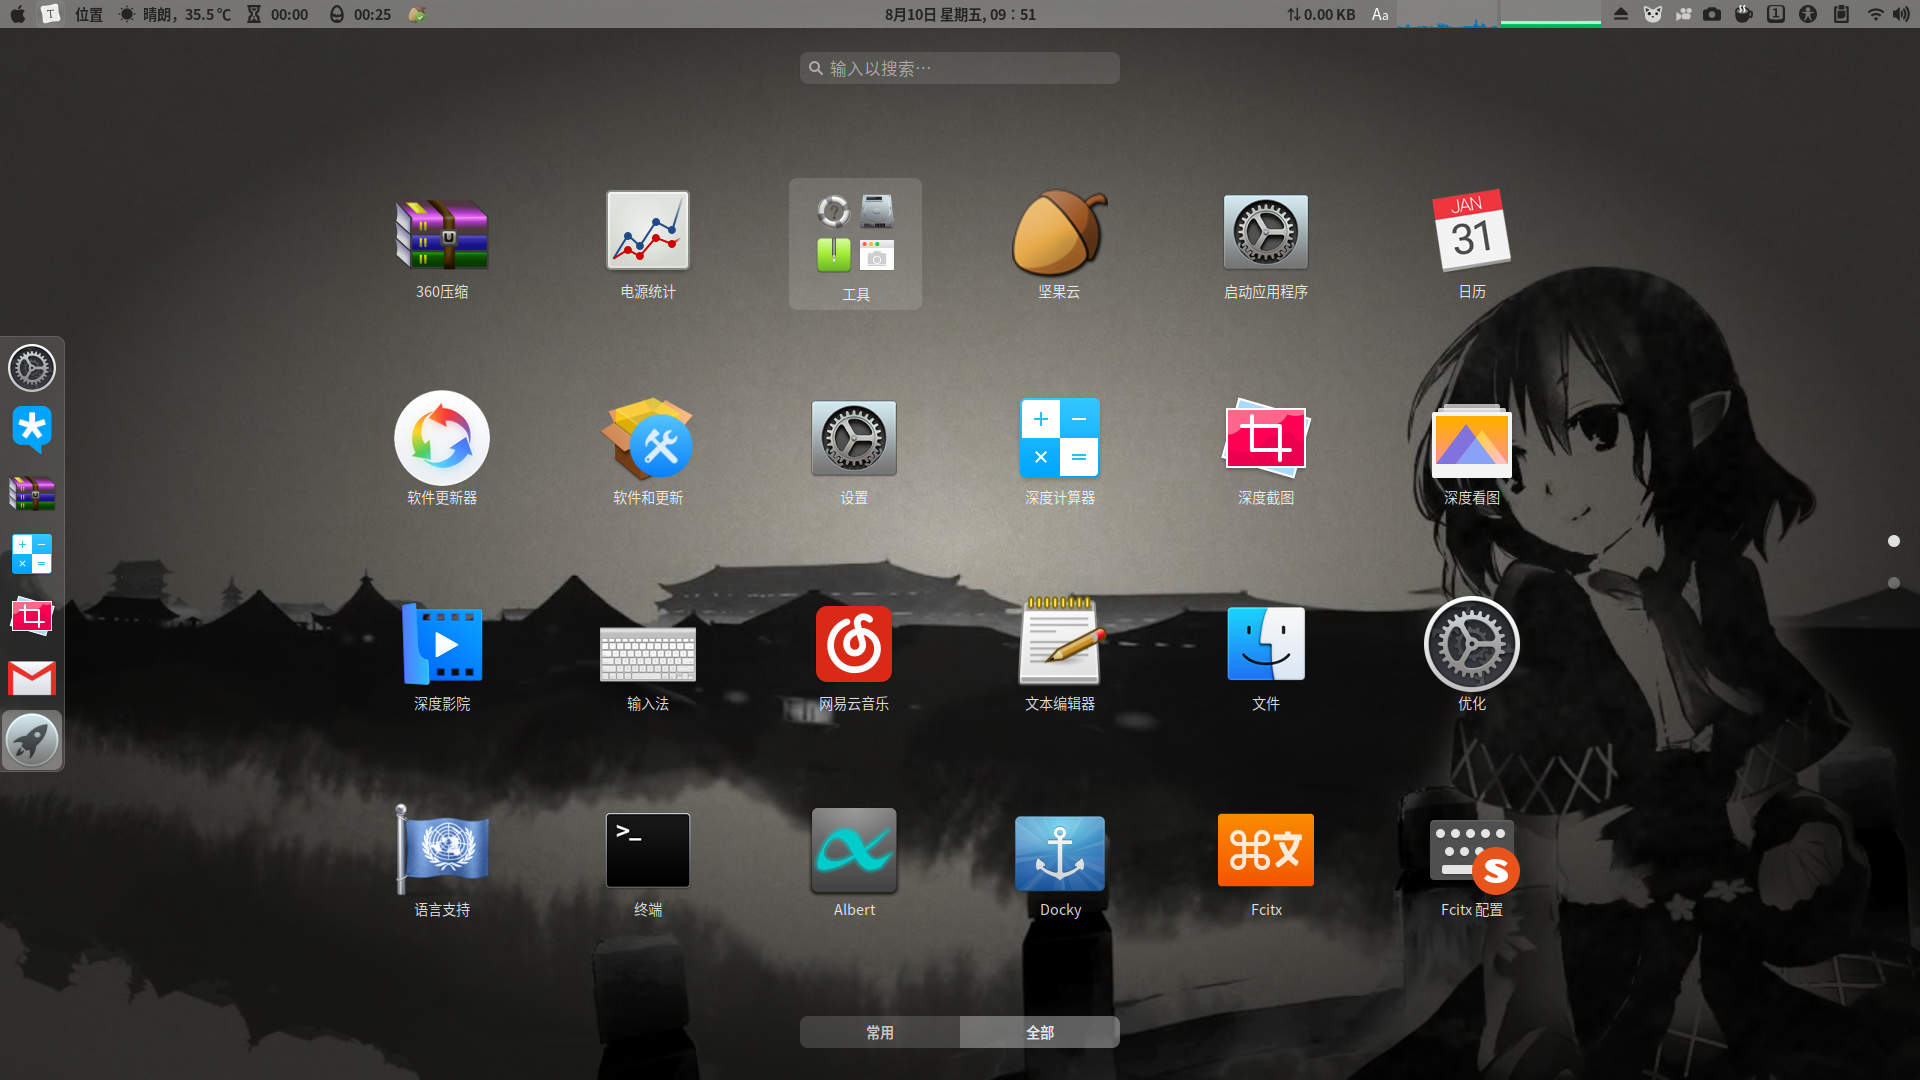 T 位置 晴朗，35.5 ℃ 00:00 00:25 8月10日 星期五, 09：51 0.00 KB Aa 1
输入以搜索…
JAN
31
360压缩 电源统计 工具 坚果云 启动应用程序 日历
软件更新器 软件和更新 设置 深度计算器 深度截图 深度看图
深度影院 输入法 网易云音乐 文本编辑器 文件 优化
>_
文
S
语言支持 终端 Albert Docky Fcitx Fcitx 配置
常用 全部